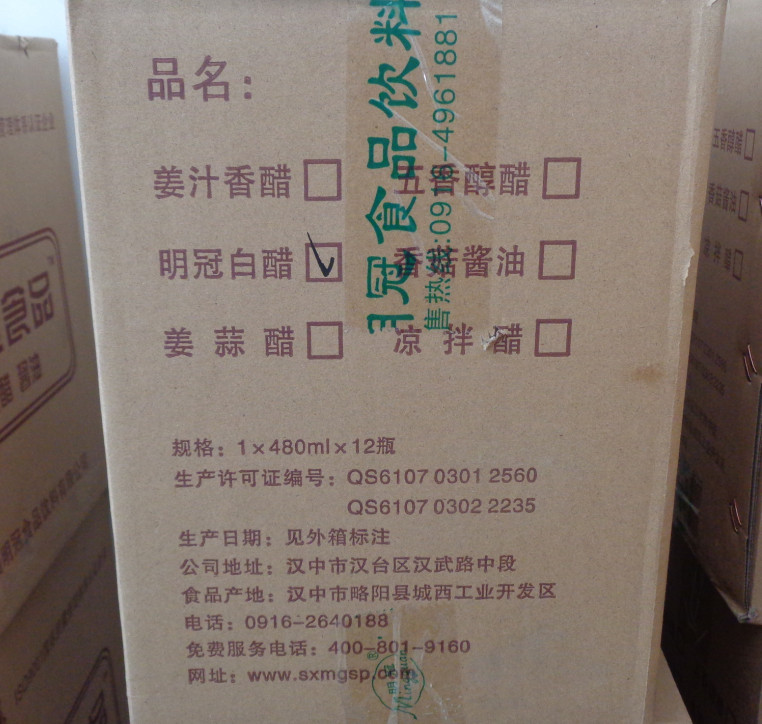 品名：
姜汁香醋 五香醇醋
明冠白醋 香菇酱油
姜蒜醋 凉拌醋
规格：1×480ml×12瓶
生产许可证编号：QS6107 0301 2560
QS6107 0302 2235
生产日期：见外箱标注
公司地址：汉中市汉台区汉武路中段
食品产地：汉中市略阳县城西工业开发区
电话：0916-2640188
免费服务电话：400-801-9160
网址：www.sxmgsp.com
冠食品饮料
售热线:0916-4961881